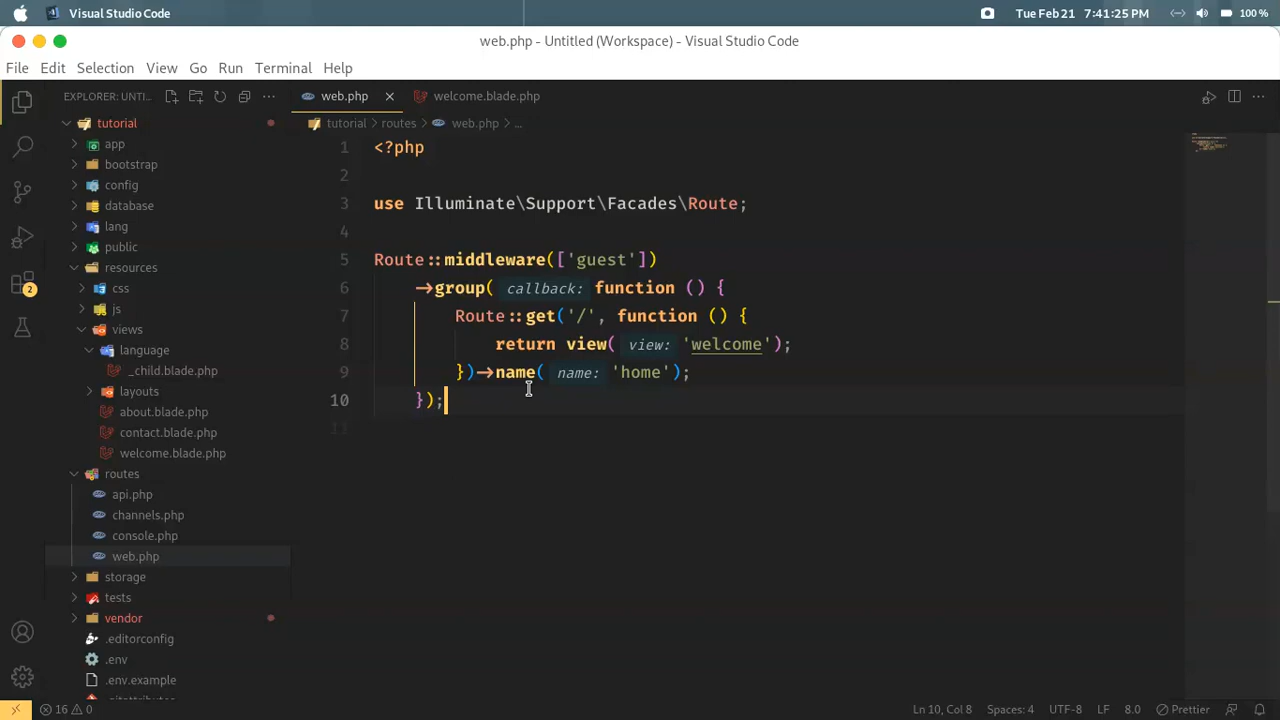 Visual Studio Code Tue Feb 21 7:41:25 PM 100 %
web.php - Untitled (Workspace) - Visual Studio Code
File Edit Selection View Go Run Terminal Help
EXPLORER: UNTI... web.php welcome.blade.php
tutorial tutorial > routes > web.php > ...
app
bootstrap
config
database
lang
public
resources
css
js
views
language
_child.blade.php
layouts
about.blade.php
contact.blade.php
welcome.blade.php
routes
api.php
channels.php
console.php
web.php
storage
tests
vendor
.editorconfig
.env
.env.example
.gitattributes
2
1 <?php
2
3 use Illuminate\Support\Facades\Route;
4
5 Route::middleware(['guest'])
6 ->group( callback: function () {
7 Route::get('/', function () {
8 return view( view: 'welcome');
9 })->name( name: 'home');
10 });
11
16 0 Ln 10, Col 8 Spaces: 4 UTF-8 LF 8.0 Prettier